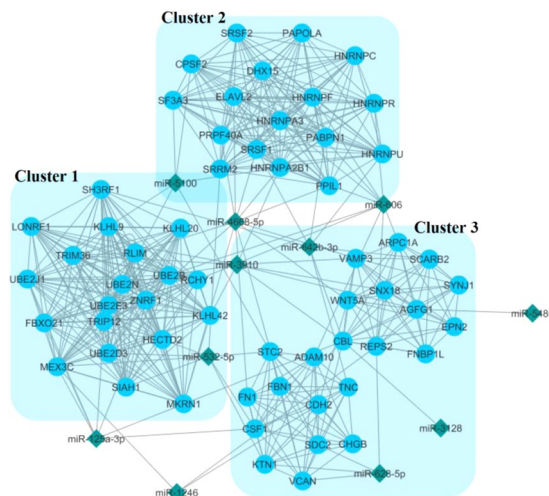 Cluster 2
SRSF2
PAPOLA
CPSF2
HNRNPC
DHX15
SF3A3
ELAVL2
HNRNPF
HNRNPR
HNRNPA3
PRPF40A
PABPN1
SRSF1
HNRNPU
SRRM2
HNRNPA2B1
PPIL1
miR-5100
miR-606
Cluster 1
SH3RF1
LONRF1
KLHL9
KLHL20
TRIM36
RLIM
UBE2J1
UBE2N
UBE2B
RCHY1
UBE2E3
ZNRF1
FBXO21
TRIP12
KLHL42
HECTD2
UBE2D3
MEX3C
SIAH1
MKRN1
miR-4668-5p
miR-642b-3p
miR-3910
miR-532-5p
miR-125a-3p
miR-1246
Cluster 3
ARPC1A
VAMP3
SCARB2
SNX18
SYNJ1
WNT5A
AGFG1
miR-548
EPN2
CBL
REPS2
FNBP1L
STC2
ADAM10
FBN1
TNC
FN1
CDH2
CSF1
miR-3128
SDC2
CHGB
KTN1
VCAN
miR-628-5p